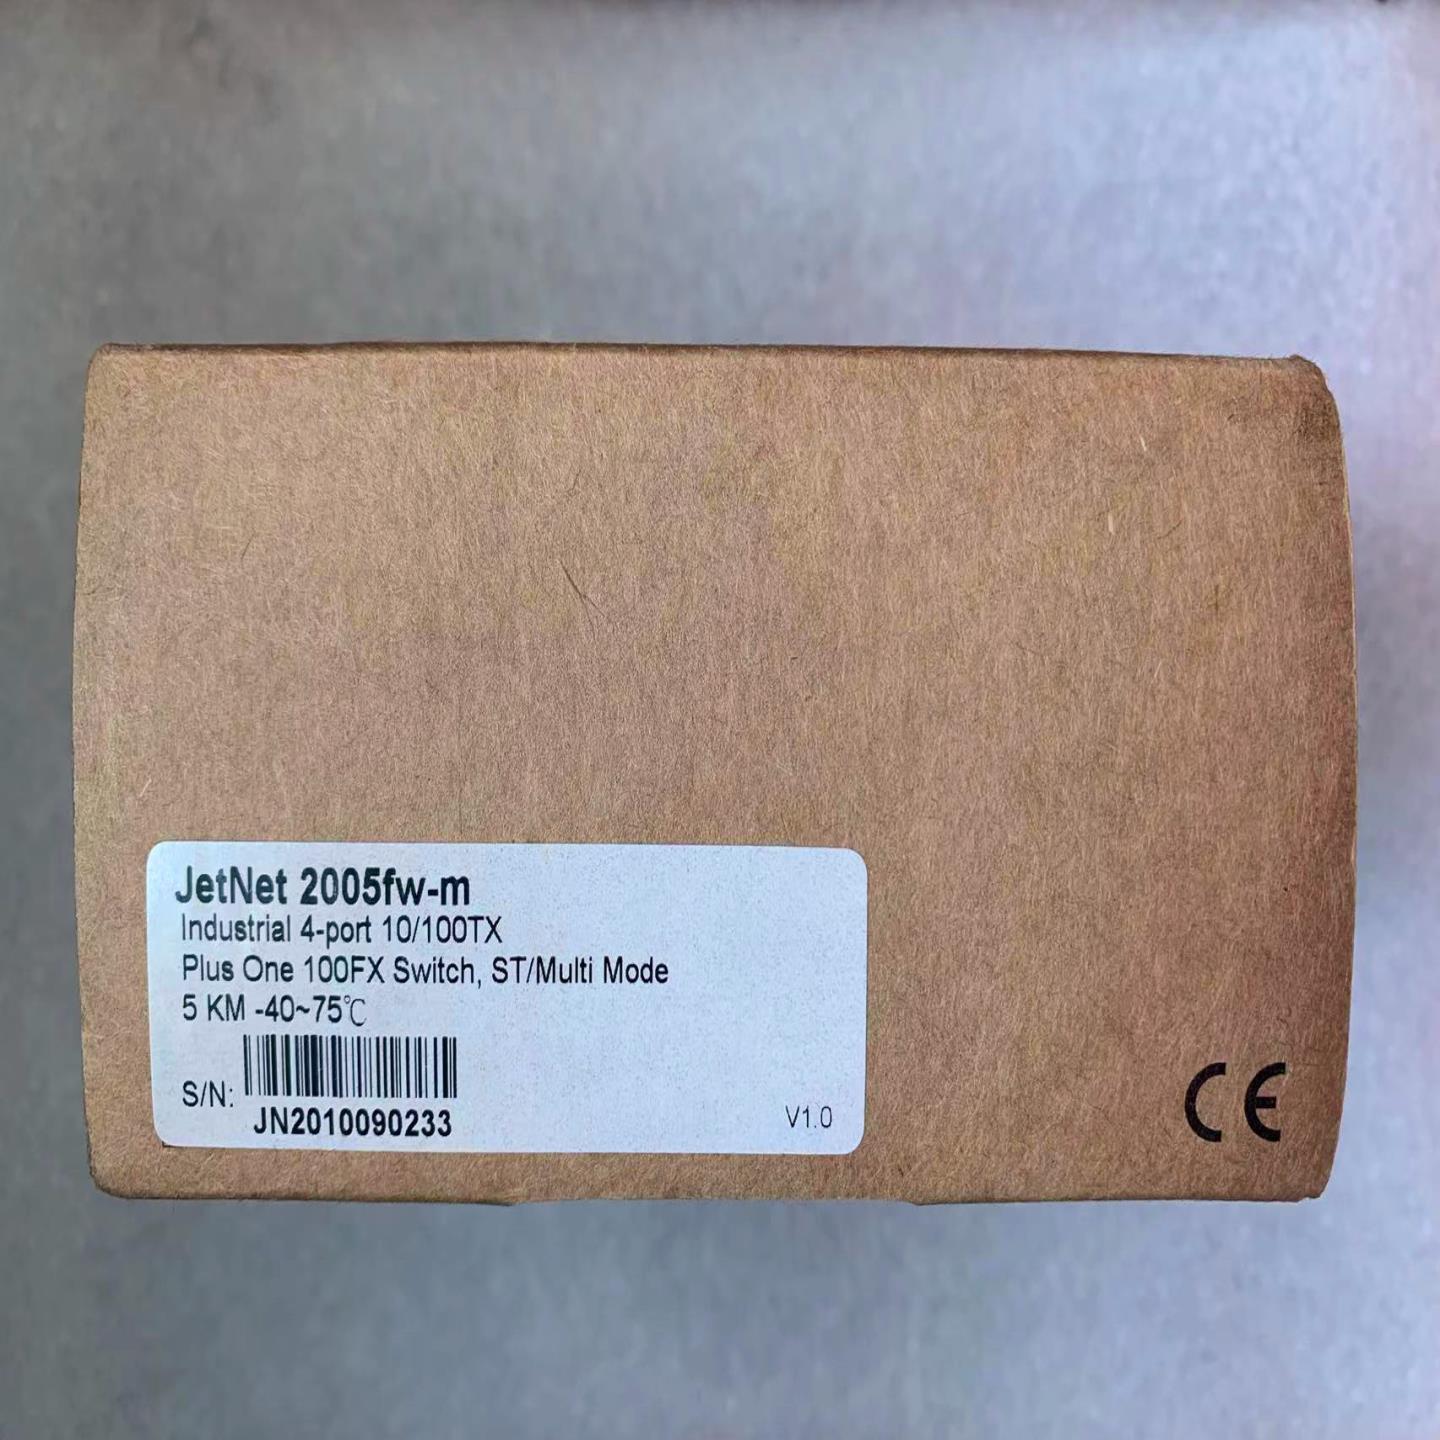 JetNet 2005fw-m
Industrial 4-port 10/100TX
Plus One 100FX Switch, ST/Multi Mode
5 KM -40~75℃
S/N:
JN2010090233
V1.0
CE